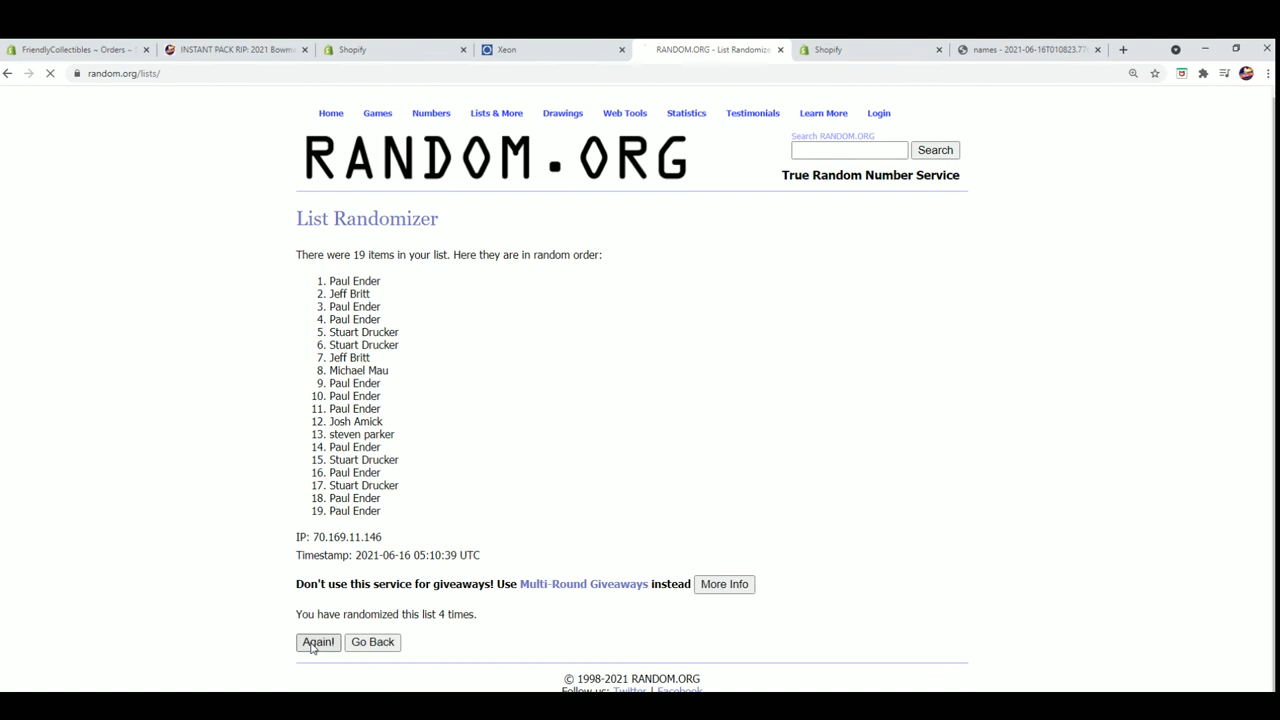 FriendlyCollectibles ~ Orders ~
INSTANT PACK RIP: 2021 Bowma
Shopify
Xeon
RANDOM.ORG - List Randomize
Shopify
names - 2021-06-16T010823.77
random.org/lists/
Home Games Numbers Lists & More Drawings Web Tools Statistics Testimonials Learn More Login
RANDOM.ORG
Search RANDOM.ORG
Search
True Random Number Service
List Randomizer
There were 19 items in your list. Here they are in random order:
1. Paul Ender
2. Jeff Britt
3. Paul Ender
4. Paul Ender
5. Stuart Drucker
6. Stuart Drucker
7. Jeff Britt
8. Michael Mau
9. Paul Ender
10. Paul Ender
11. Paul Ender
12. Josh Amick
13. steven parker
14. Paul Ender
15. Stuart Drucker
16. Paul Ender
17. Stuart Drucker
18. Paul Ender
19. Paul Ender
IP: 70.169.11.146
Timestamp: 2021-06-16 05:10:39 UTC
Don't use this service for giveaways! Use Multi-Round Giveaways instead More Info
You have randomized this list 4 times.
Again! Go Back
© 1998-2021 RANDOM.ORG
Follow us: Twitter | Facebook